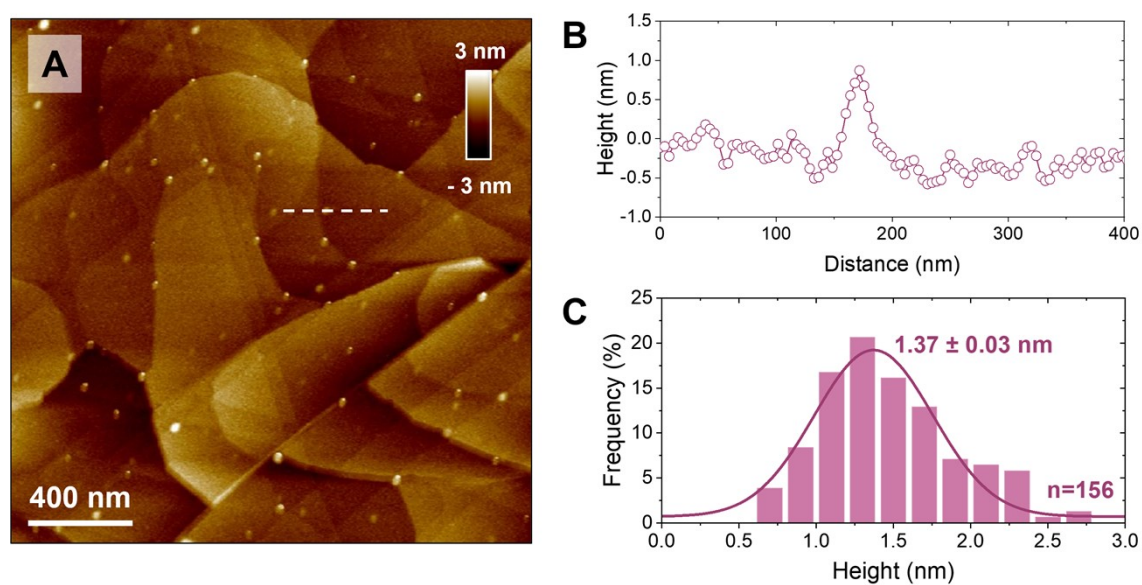 A
3 nm
- 3 nm
400 nm
B
Height (nm)
1.5
1.0
0.5
0.0
-0.5
-1.0
0
100
200
300
400
Distance (nm)
C
Frequency (%)
25
20
15
10
5
0
1.37 ± 0.03 nm
n=156
0.0
0.5
1.0
1.5
2.0
2.5
3.0
Height (nm)